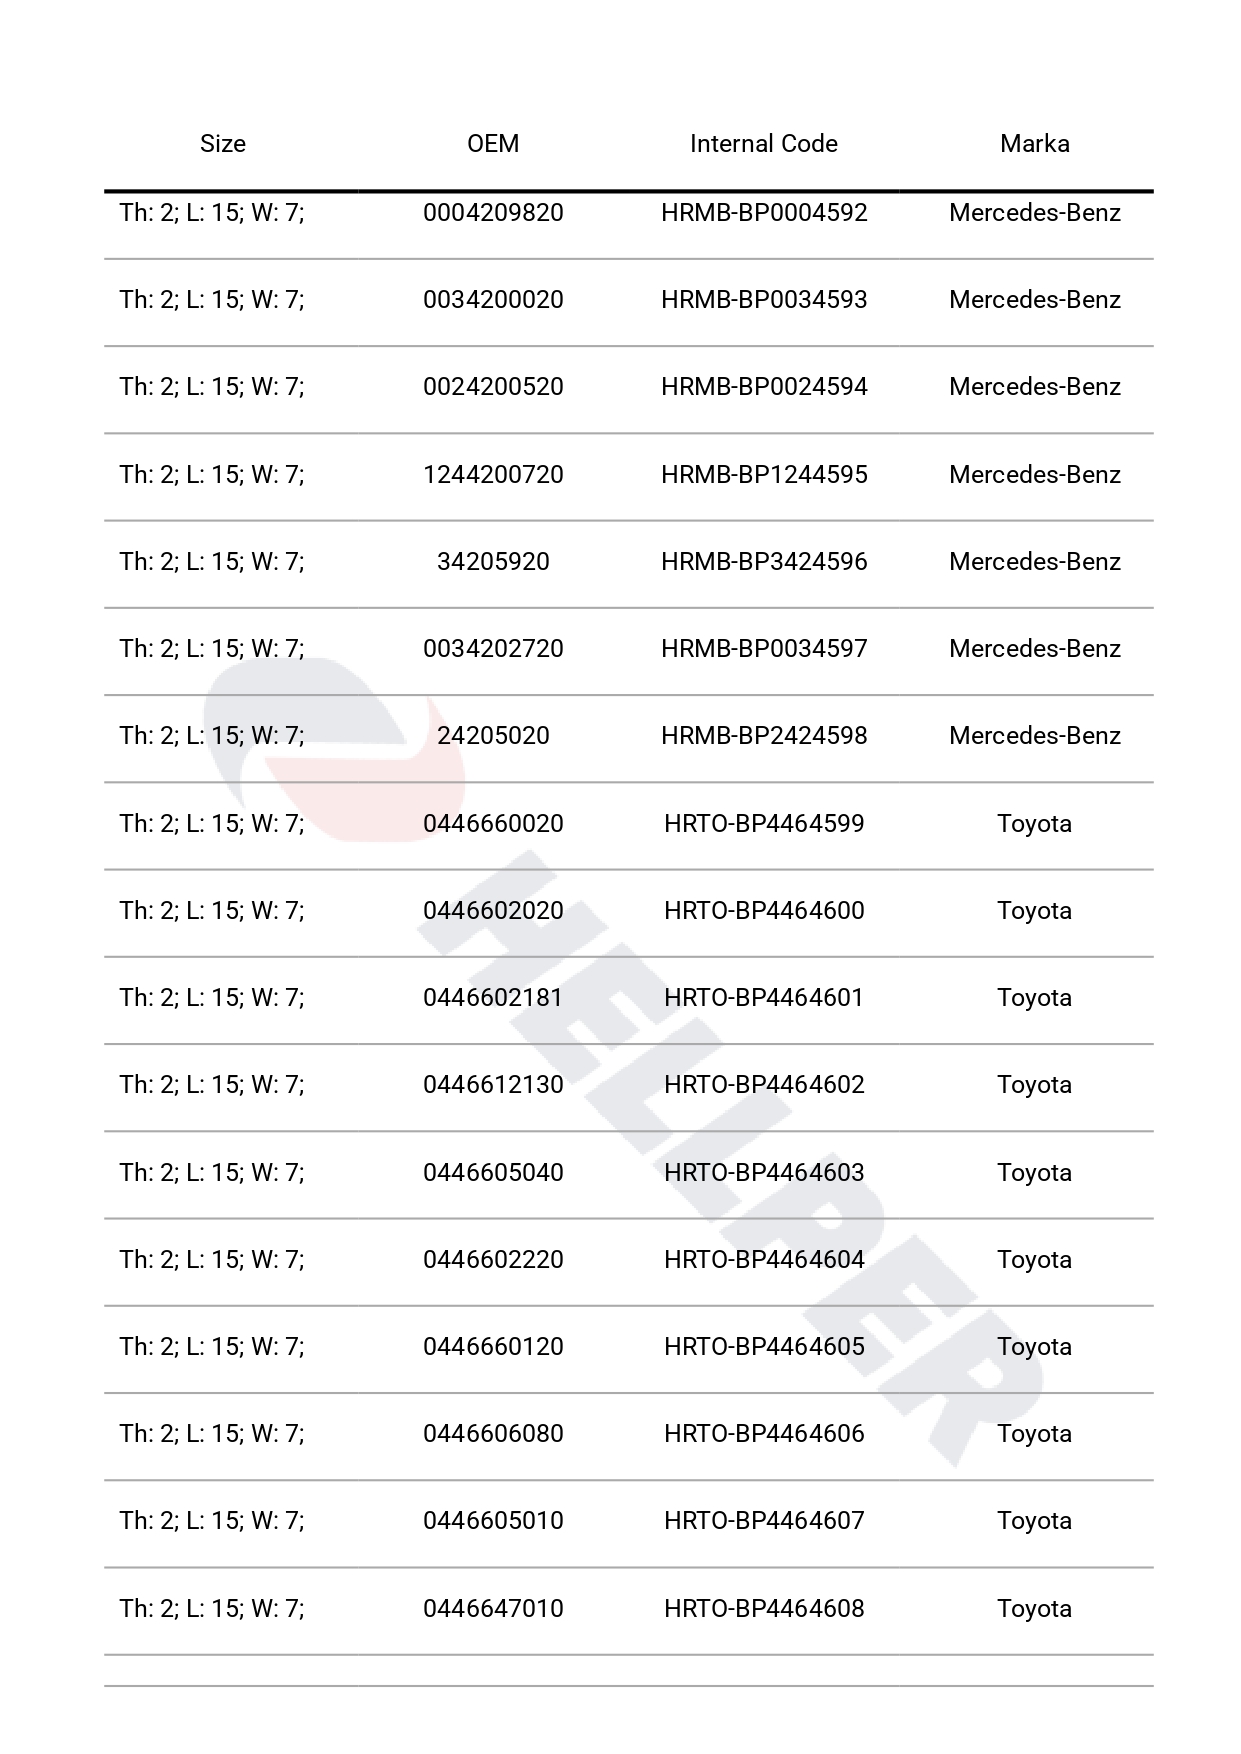 Size OEM Internal Code Marka
Th: 2; L: 15; W: 7; 0004209820 HRMB-BP0004592 Mercedes-Benz
Th: 2; L: 15; W: 7; 0034200020 HRMB-BP0034593 Mercedes-Benz
Th: 2; L: 15; W: 7; 0024200520 HRMB-BP0024594 Mercedes-Benz
Th: 2; L: 15; W: 7; 1244200720 HRMB-BP1244595 Mercedes-Benz
Th: 2; L: 15; W: 7; 34205920 HRMB-BP3424596 Mercedes-Benz
Th: 2; L: 15; W: 7; 0034202720 HRMB-BP0034597 Mercedes-Benz
Th: 2; L: 15; W: 7; 24205020 HRMB-BP2424598 Mercedes-Benz
Th: 2; L: 15; W: 7; 0446660020 HRTO-BP4464599 Toyota
Th: 2; L: 15; W: 7; 0446602020 HRTO-BP4464600 Toyota
Th: 2; L: 15; W: 7; 0446602181 HRTO-BP4464601 Toyota
Th: 2; L: 15; W: 7; 0446612130 HRTO-BP4464602 Toyota
Th: 2; L: 15; W: 7; 0446605040 HRTO-BP4464603 Toyota
Th: 2; L: 15; W: 7; 0446602220 HRTO-BP4464604 Toyota
Th: 2; L: 15; W: 7; 0446660120 HRTO-BP4464605 Toyota
Th: 2; L: 15; W: 7; 0446606080 HRTO-BP4464606 Toyota
Th: 2; L: 15; W: 7; 0446605010 HRTO-BP4464607 Toyota
Th: 2; L: 15; W: 7; 0446647010 HRTO-BP4464608 Toyota
HELLPER